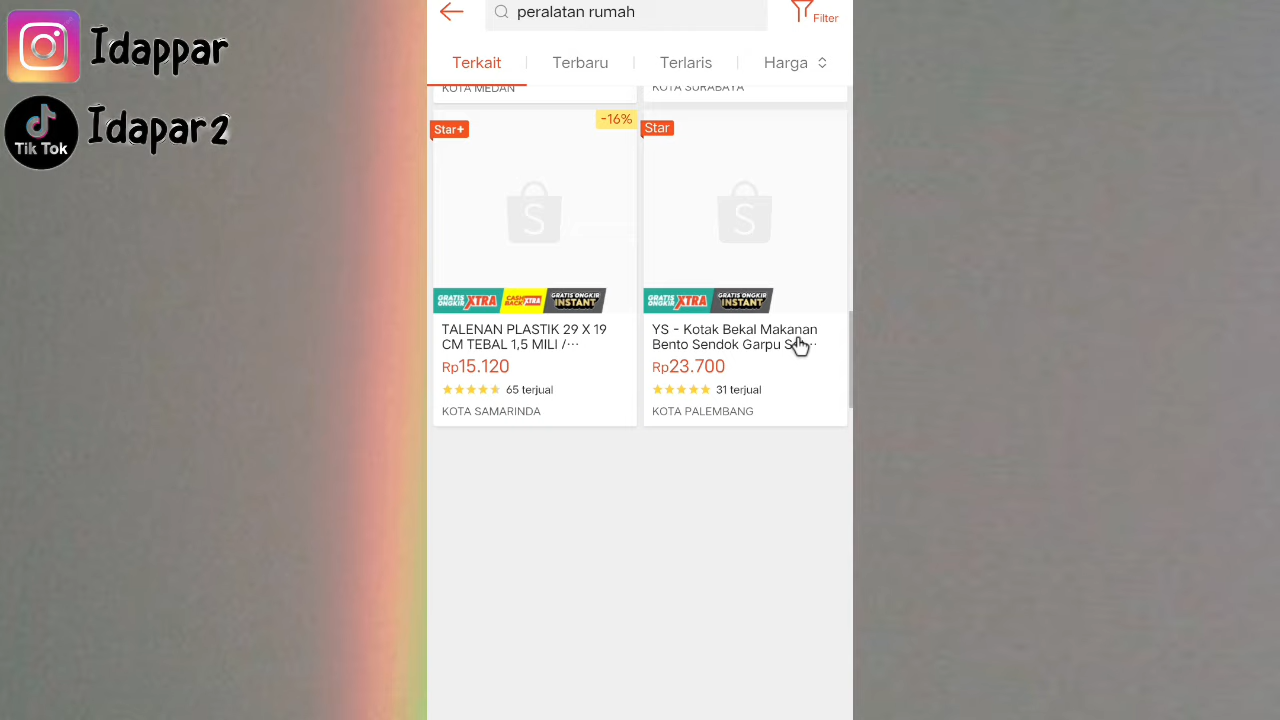 Idappar
Tik Tok
Idapar2
peralatan rumah
Filter
Terkait
Terbaru
Terlaris
Harga
KOTA MEDAN
KOTA SURABAYA
Star+
-16%
S
GRATIS ONGKIR XTRA
CASH BACK XTRA
GRATIS ONGKIR INSTANT
TALENAN PLASTIK 29 X 19
CM TEBAL 1,5 MILI /···
Rp15.120
65 terjual
KOTA SAMARINDA
Star
S
GRATIS ONGKIR XTRA
GRATIS ONGKIR INSTANT
YS - Kotak Bekal Makanan
Bento Sendok Garpu
Rp23.700
31 terjual
KOTA PALEMBANG